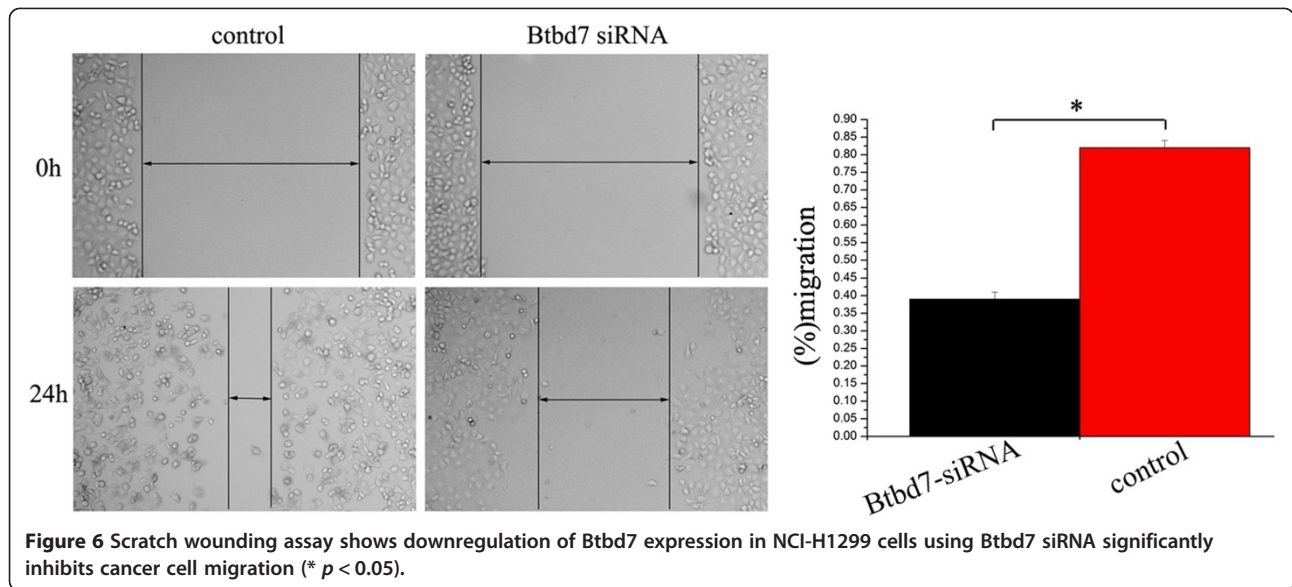 control
Btbd7 siRNA
0h
24h
*
(%)migration
0.90
0.85
0.80
0.75
0.70
0.65
0.60
0.55
0.50
0.45
0.40
0.35
0.30
0.25
0.20
0.15
0.10
0.05
0.00
Btbd7-siRNA
control
Figure 6 Scratch wounding assay shows downregulation of Btbd7 expression in NCI-H1299 cells using Btbd7 siRNA significantly
inhibits cancer cell migration (* p < 0.05).